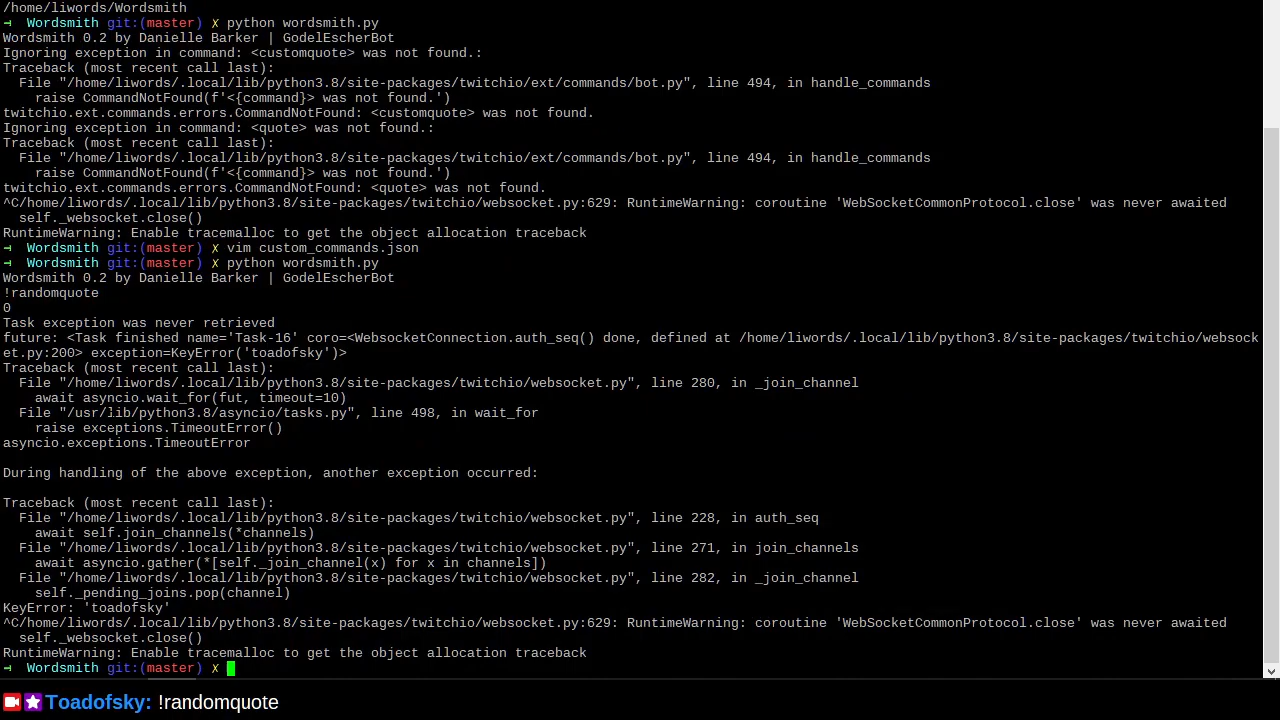 /home/liwords/Wordsmith
→ Wordsmith git:(master) ✗ python wordsmith.py
Wordsmith 0.2 by Danielle Barker | GodelEscherBot
Ignoring exception in command: <customquote> was not found.:
Traceback (most recent call last):
  File "/home/liwords/.local/lib/python3.8/site-packages/twitchio/ext/commands/bot.py", line 494, in handle_commands
    raise CommandNotFound(f'<{command}> was not found.')
twitchio.ext.commands.errors.CommandNotFound: <customquote> was not found.
Ignoring exception in command: <quote> was not found.:
Traceback (most recent call last):
  File "/home/liwords/.local/lib/python3.8/site-packages/twitchio/ext/commands/bot.py", line 494, in handle_commands
    raise CommandNotFound(f'<{command}> was not found.')
twitchio.ext.commands.errors.CommandNotFound: <quote> was not found.
^C/home/liwords/.local/lib/python3.8/site-packages/twitchio/websocket.py:629: RuntimeWarning: coroutine 'WebSocketCommonProtocol.close' was never awaited
  self._websocket.close()
RuntimeWarning: Enable tracemalloc to get the object allocation traceback
→ Wordsmith git:(master) ✗ vim custom_commands.json
→ Wordsmith git:(master) ✗ python wordsmith.py
Wordsmith 0.2 by Danielle Barker | GodelEscherBot
!randomquote
0
Task exception was never retrieved
future: <Task finished name='Task-16' coro=<WebsocketConnection.auth_seq() done, defined at /home/liwords/.local/lib/python3.8/site-packages/twitchio/websock
et.py:200> exception=KeyError('toadofsky')>
Traceback (most recent call last):
  File "/home/liwords/.local/lib/python3.8/site-packages/twitchio/websocket.py", line 280, in _join_channel
    await asyncio.wait_for(fut, timeout=10)
  File "/usr/lib/python3.8/asyncio/tasks.py", line 498, in wait_for
    raise exceptions.TimeoutError()
asyncio.exceptions.TimeoutError

During handling of the above exception, another exception occurred:

Traceback (most recent call last):
  File "/home/liwords/.local/lib/python3.8/site-packages/twitchio/websocket.py", line 228, in auth_seq
    await self.join_channels(*channels)
  File "/home/liwords/.local/lib/python3.8/site-packages/twitchio/websocket.py", line 271, in join_channels
    await asyncio.gather(*[self._join_channel(x) for x in channels])
  File "/home/liwords/.local/lib/python3.8/site-packages/twitchio/websocket.py", line 282, in _join_channel
    self._pending_joins.pop(channel)
KeyError: 'toadofsky'
^C/home/liwords/.local/lib/python3.8/site-packages/twitchio/websocket.py:629: RuntimeWarning: coroutine 'WebSocketCommonProtocol.close' was never awaited
  self._websocket.close()
RuntimeWarning: Enable tracemalloc to get the object allocation traceback
→ Wordsmith git:(master) ✗
Toadofsky: !randomquote